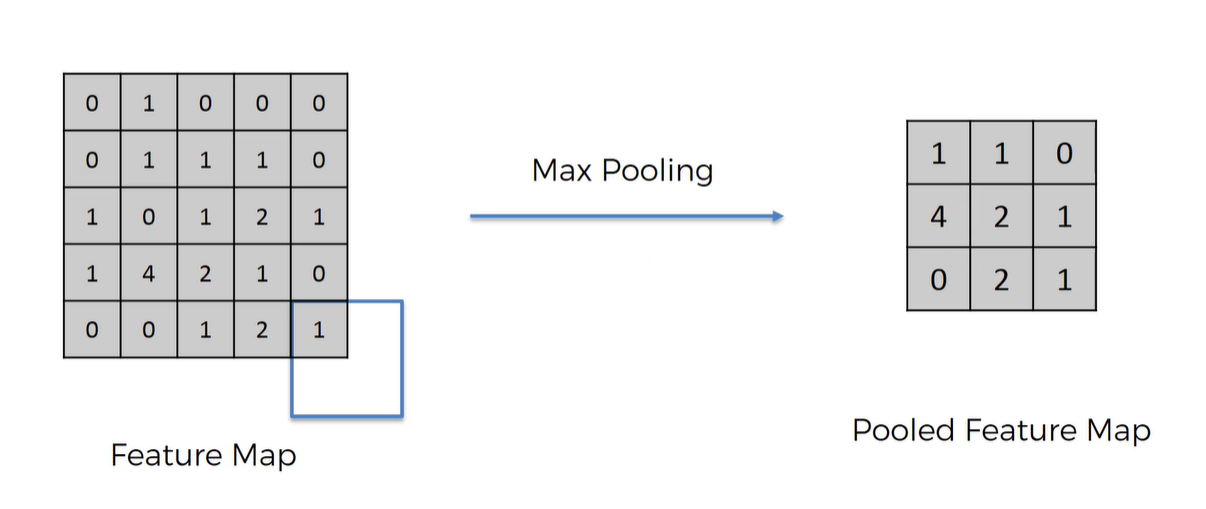 0 1 0 0 0
0 1 1 1 0
1 0 1 2 1
1 4 2 1 0
0 0 1 2 1
Feature Map
Max Pooling
1 1 0
4 2 1
0 2 1
Pooled Feature Map